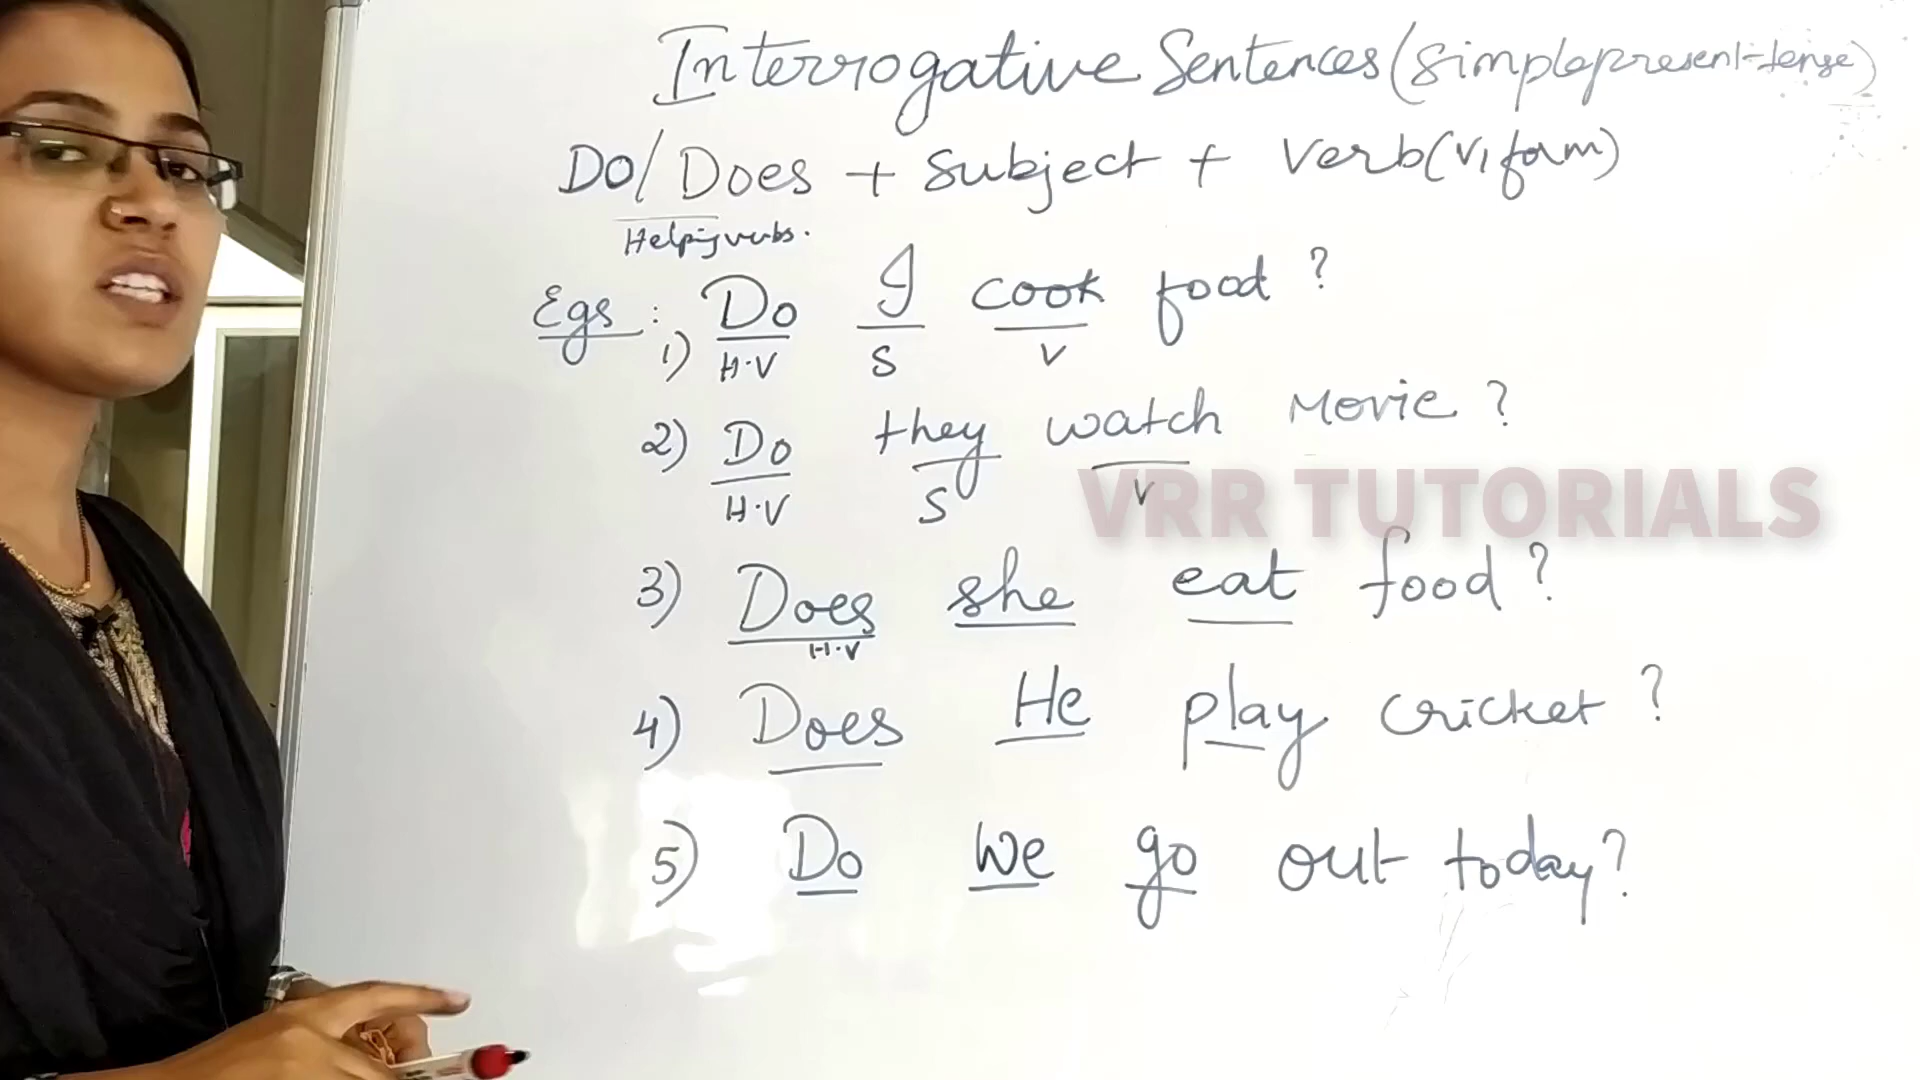 Interrogative Sentences (simple present-tense)
Do/Does + Subject + Verb (V1 form)
Helping verbs.
Egs :
1) Do I cook food ?
H.V S V
2) Do they watch Movie ?
H.V S V
VRR TUTORIALS
3) Does she eat food ?
H.V
4) Does He play cricket ?
5) Do We go out today ?